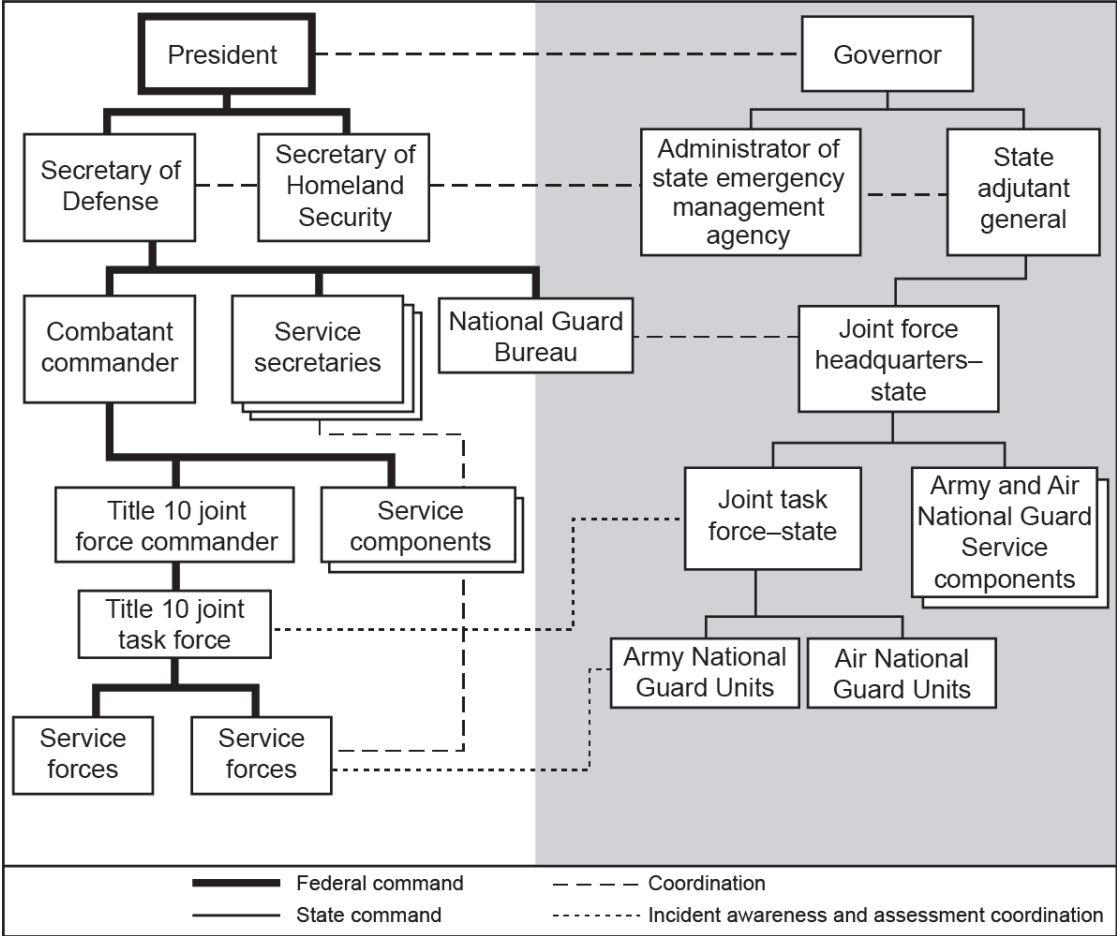 President
Governor
Secretary of
Defense
Secretary of
Homeland
Security
Administrator of
state emergency
management
agency
State
adjutant
general
Combatant
commander
Service
secretaries
National Guard
Bureau
Joint force
headquarters–
state
Title 10 joint
force commander
Service
components
Joint task
force–state
Army and Air
National Guard
Service
components
Title 10 joint
task force
Army National
Guard Units
Air National
Guard Units
Service
forces
Service
forces
Federal command
Coordination
State command
Incident awareness and assessment coordination